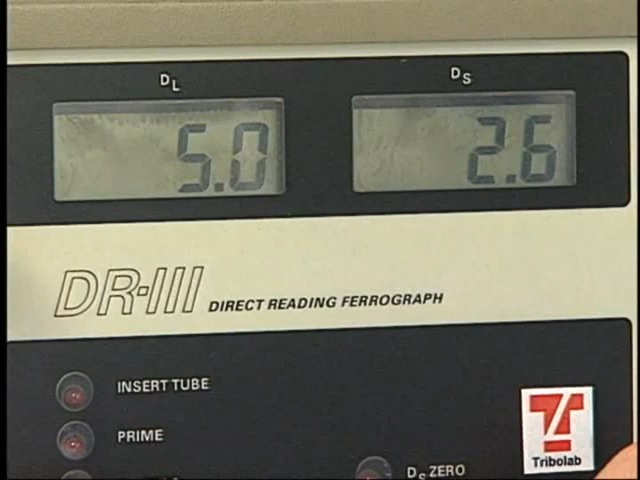 DL DS
5.0 2.6
DR-III DIRECT READING FERROGRAPH
INSERT TUBE
PRIME
DS ZERO
Tribolab